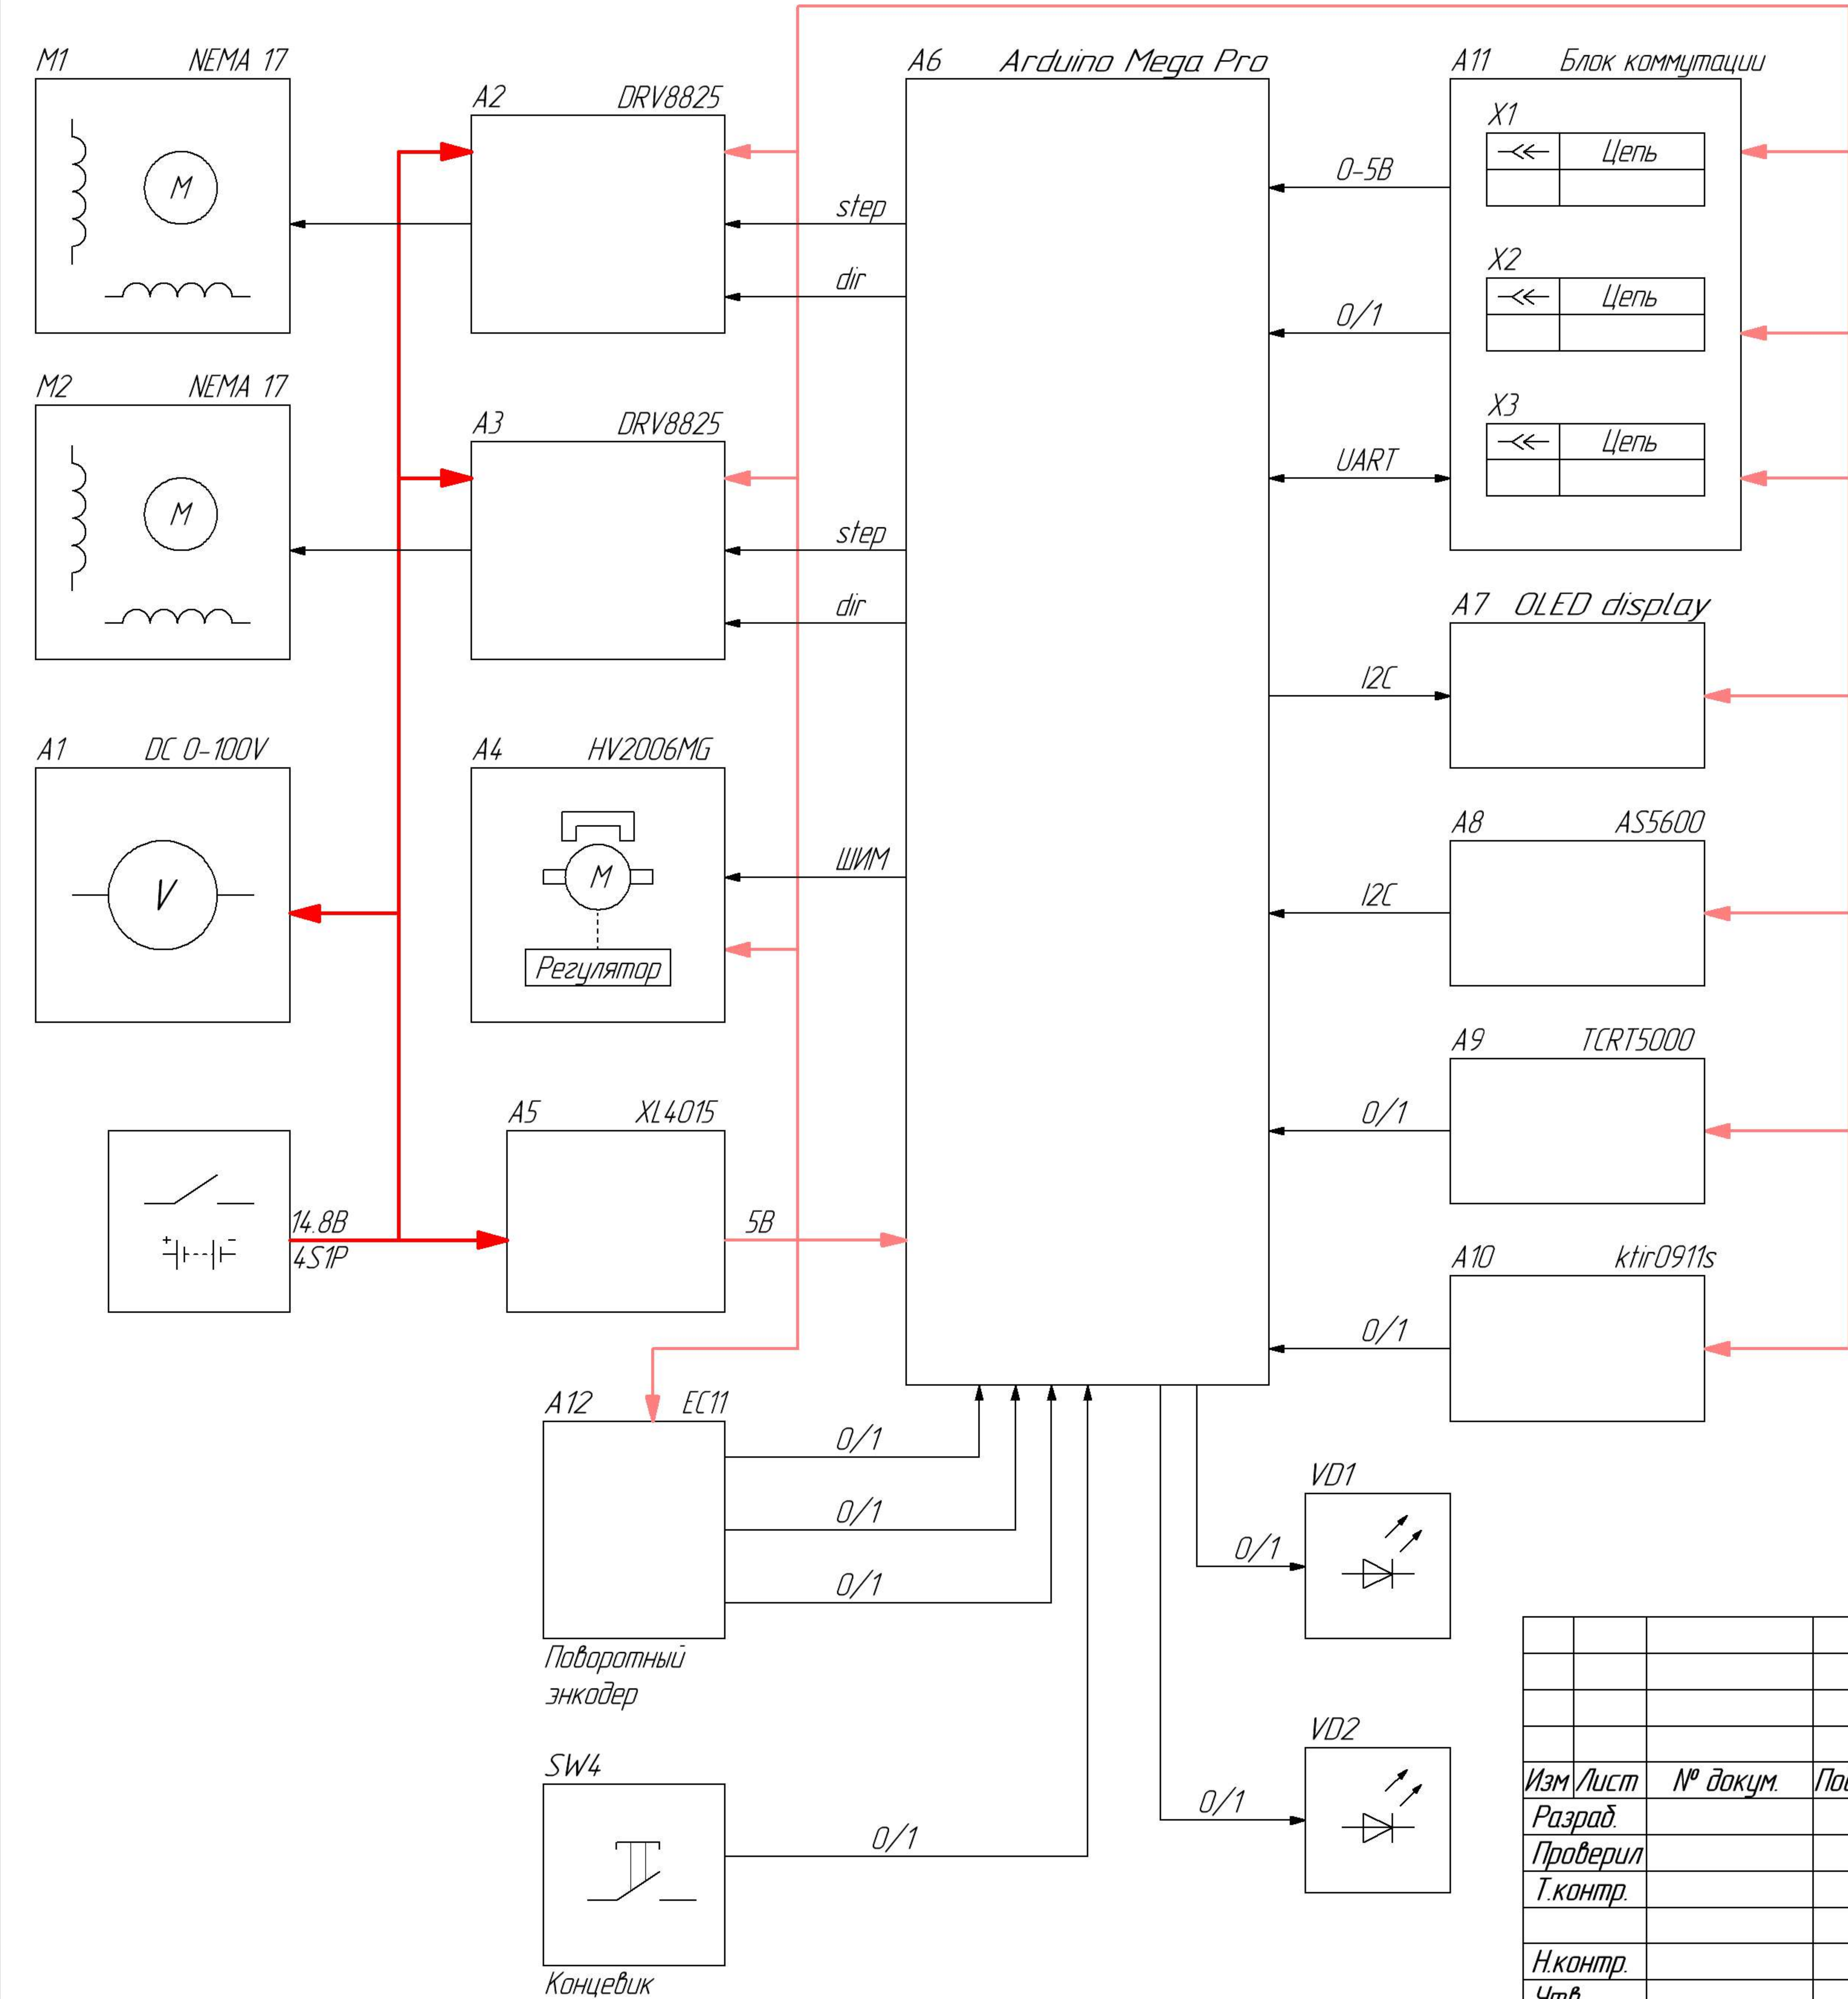 M1 NEMA 17
M
A2 DRV8825
A6 Arduino Mega Pro
step
dir
A11 Блок коммутации
X1
Цепь
X2
Цепь
X3
Цепь
0-5В
0/1
UART
M2 NEMA 17
M
A3 DRV8825
step
dir
A7 OLED display
I2C
A1 DC 0-100V
V
A4 HV2006MG
M
Регулятор
ШИМ
A8 AS5600
I2C
A9 TCRT5000
0/1
14.8В
4S1P
+ -
A5 XL4015
5В
A10 ktir0911s
0/1
A12 EC11
0/1
0/1
0/1
Поворотный
энкодер
VD1
0/1
VD2
0/1
SW4
0/1
Концевик
Изм Лист № докум.
Разраб.
Проверил
Т.контр.
Н.контр.